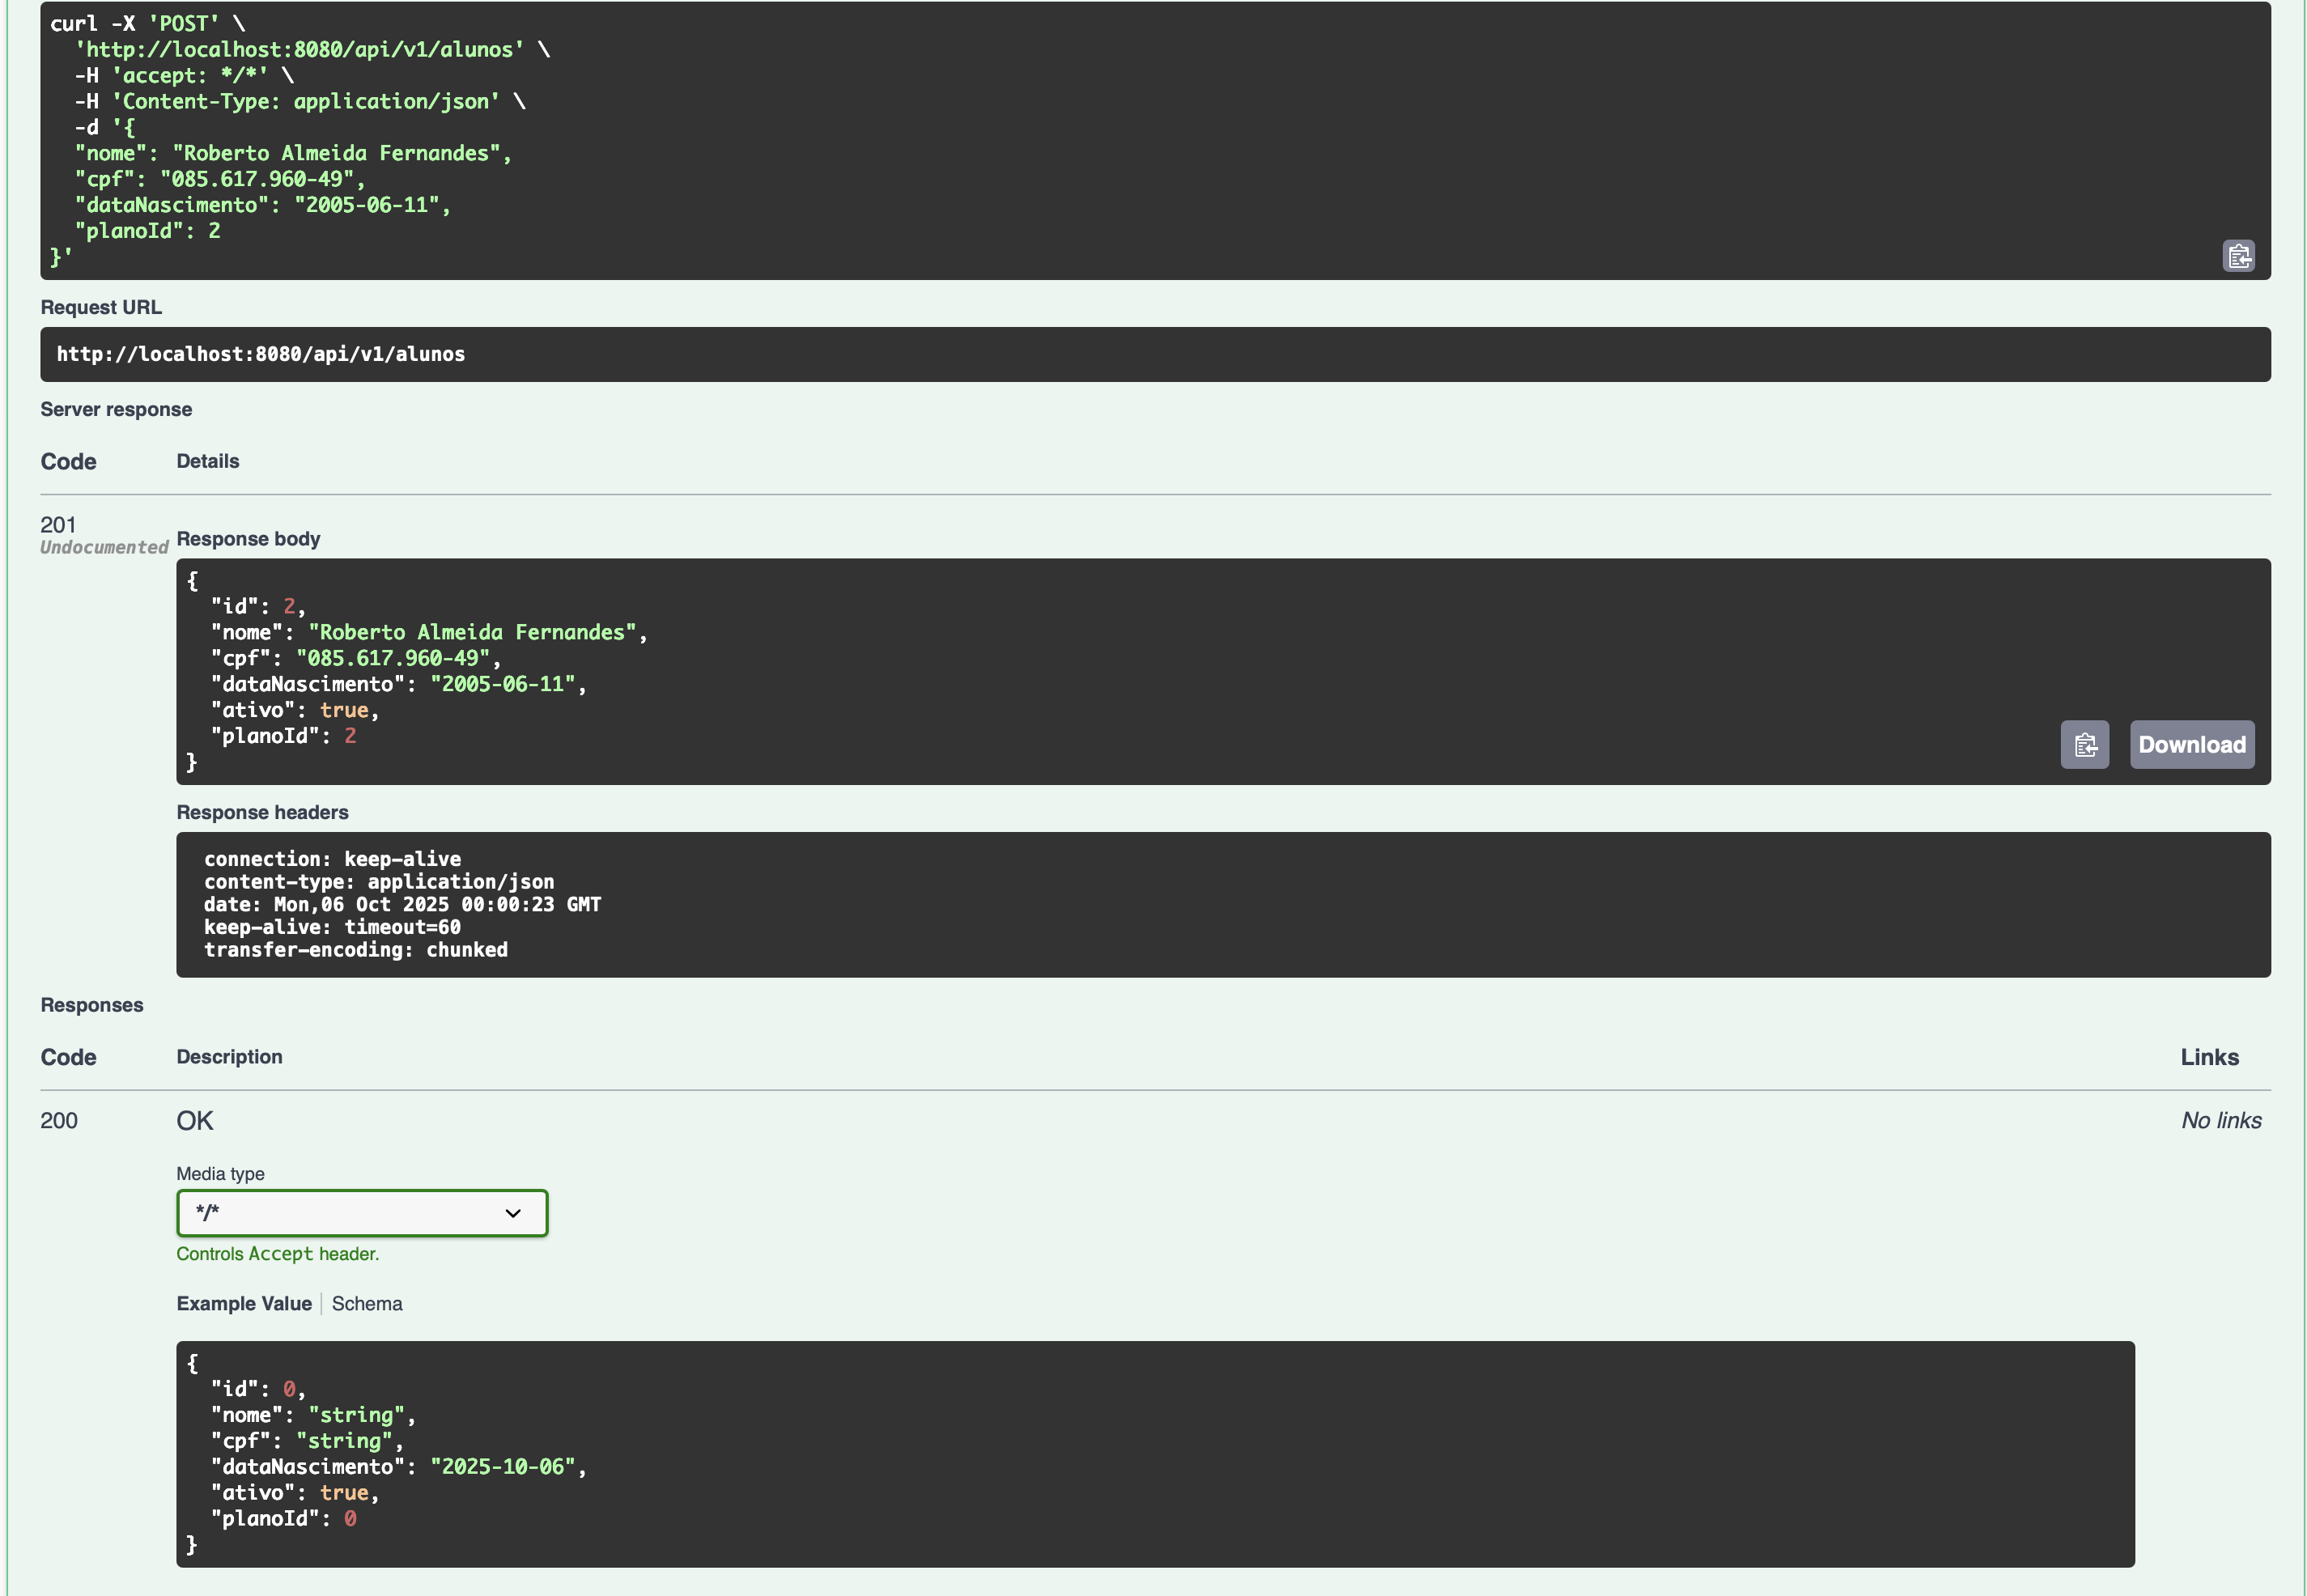 curl -X 'POST' \
  'http://localhost:8080/api/v1/alunos' \
  -H 'accept: */*' \
  -H 'Content-Type: application/json' \
  -d '{
  "nome": "Roberto Almeida Fernandes",
  "cpf": "085.617.960-49",
  "dataNascimento": "2005-06-11",
  "planoId": 2
}'
Request URL
http://localhost:8080/api/v1/alunos
Server response
Code Details
201
Undocumented
Response body
{
  "id": 2,
  "nome": "Roberto Almeida Fernandes",
  "cpf": "085.617.960-49",
  "dataNascimento": "2005-06-11",
  "ativo": true,
  "planoId": 2
}
Download
Response headers
connection: keep-alive
content-type: application/json
date: Mon,06 Oct 2025 00:00:23 GMT
keep-alive: timeout=60
transfer-encoding: chunked
Responses
Code Description Links
200 OK No links
Media type
*/*
Controls Accept header.
Example Value Schema
{
  "id": 0,
  "nome": "string",
  "cpf": "string",
  "dataNascimento": "2025-10-06",
  "ativo": true,
  "planoId": 0
}